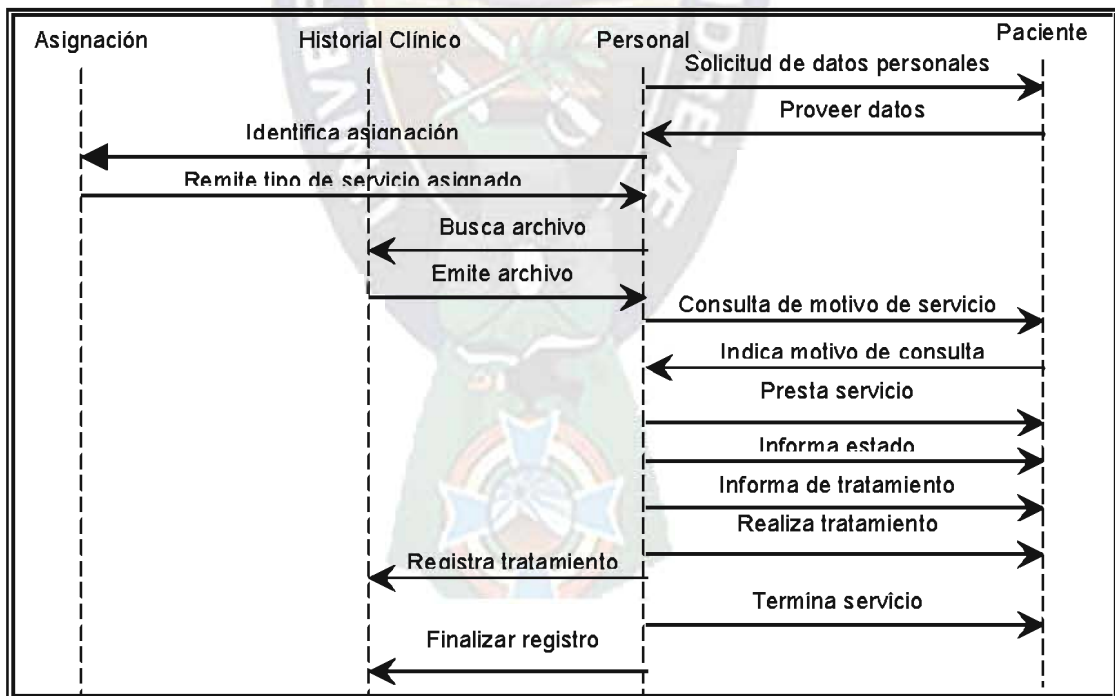 Asignación
Historial Clínico
Personal
Paciente
Solicitud de datos personales
Proveer datos
Identifica asignación
Remite tipo de servicio asignado
Busca archivo
Emite archivo
Consulta de motivo de servicio
Indica motivo de consulta
Presta servicio
Informa estado
Informa de tratamiento
Realiza tratamiento
Registra tratamiento
Termina servicio
Finalizar registro